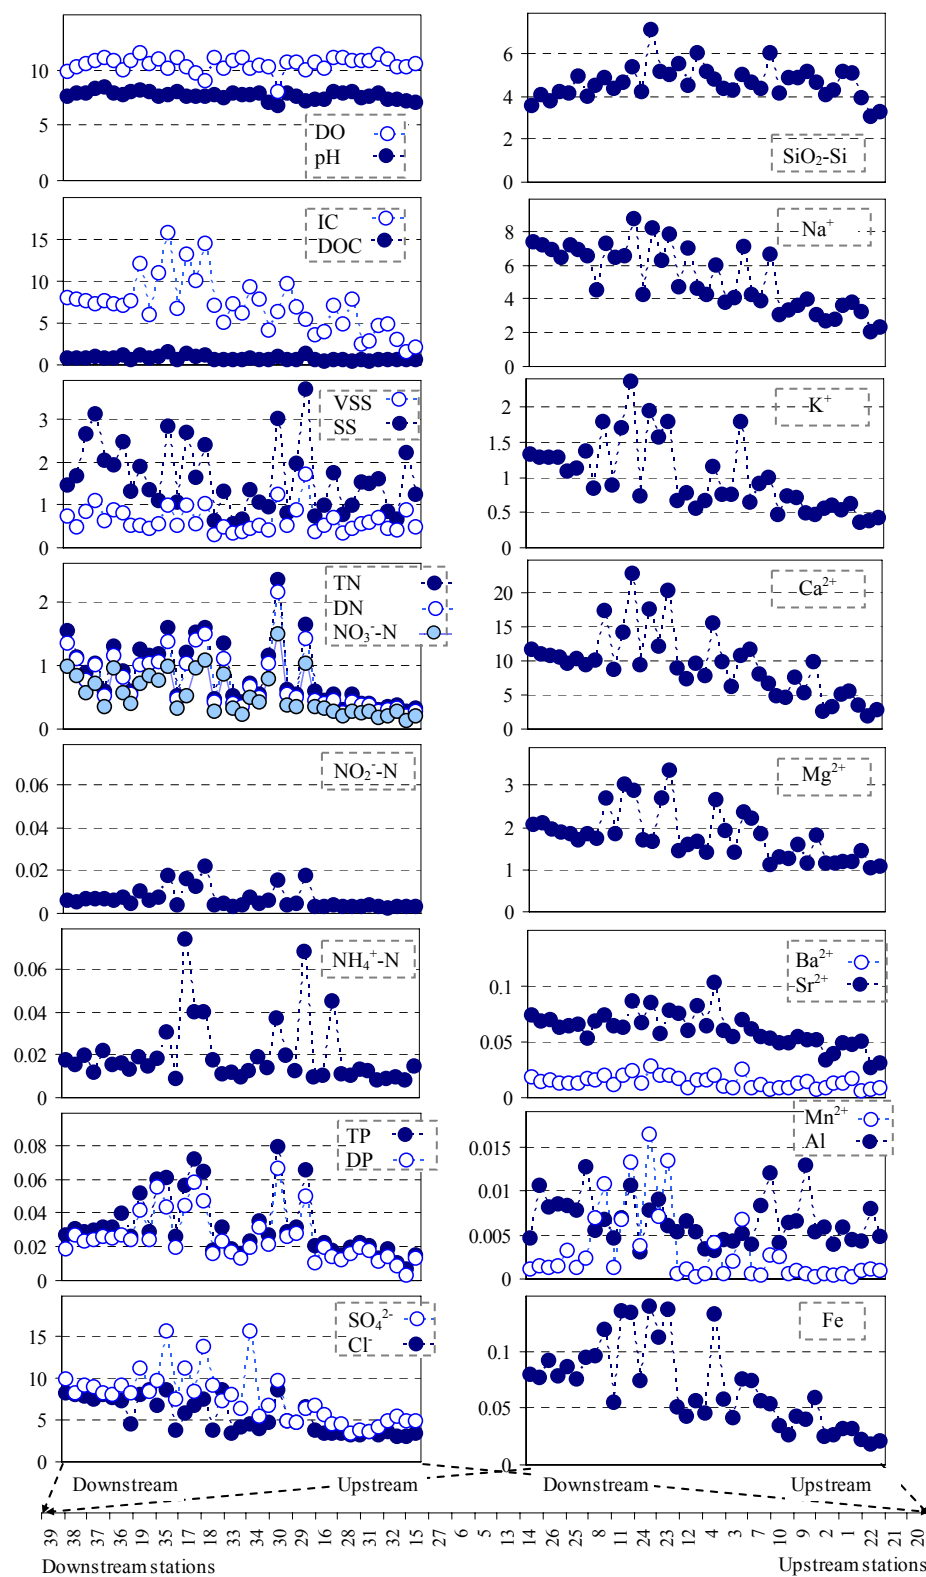 10
5
0
DO
pH
6
4
2
0
SiO₂-Si
15
10
5
0
IC
DOC
8
6
4
2
0
Na⁺
3
2
1
0
VSS
SS
2
1.5
1
0.5
0
K⁺
2
1
0
TN
DN
NO₃⁻-N
20
15
10
5
0
Ca²⁺
0.06
0.04
0.02
0
NO₂⁻-N
3
2
1
0
Mg²⁺
0.06
0.04
0.02
0
NH₄⁺-N
0.1
0.05
0
Ba²⁺
Sr²⁺
0.08
0.06
0.04
0.02
0
TP
DP
0.015
0.01
0.005
0
Mn²⁺
Al
15
10
5
0
SO₄²⁻
Cl⁻
0.1
0.05
0
Fe
Downstream Upstream Downstream Upstream
39 38 37 36 19 35 17 18 33 34 30 29 16 28 31 32 15 27 6 5 13 14 26 25 8 11 24 23 12 4 3 7 10 9 2 1 22 21 20
Downstream stations Upstream stations